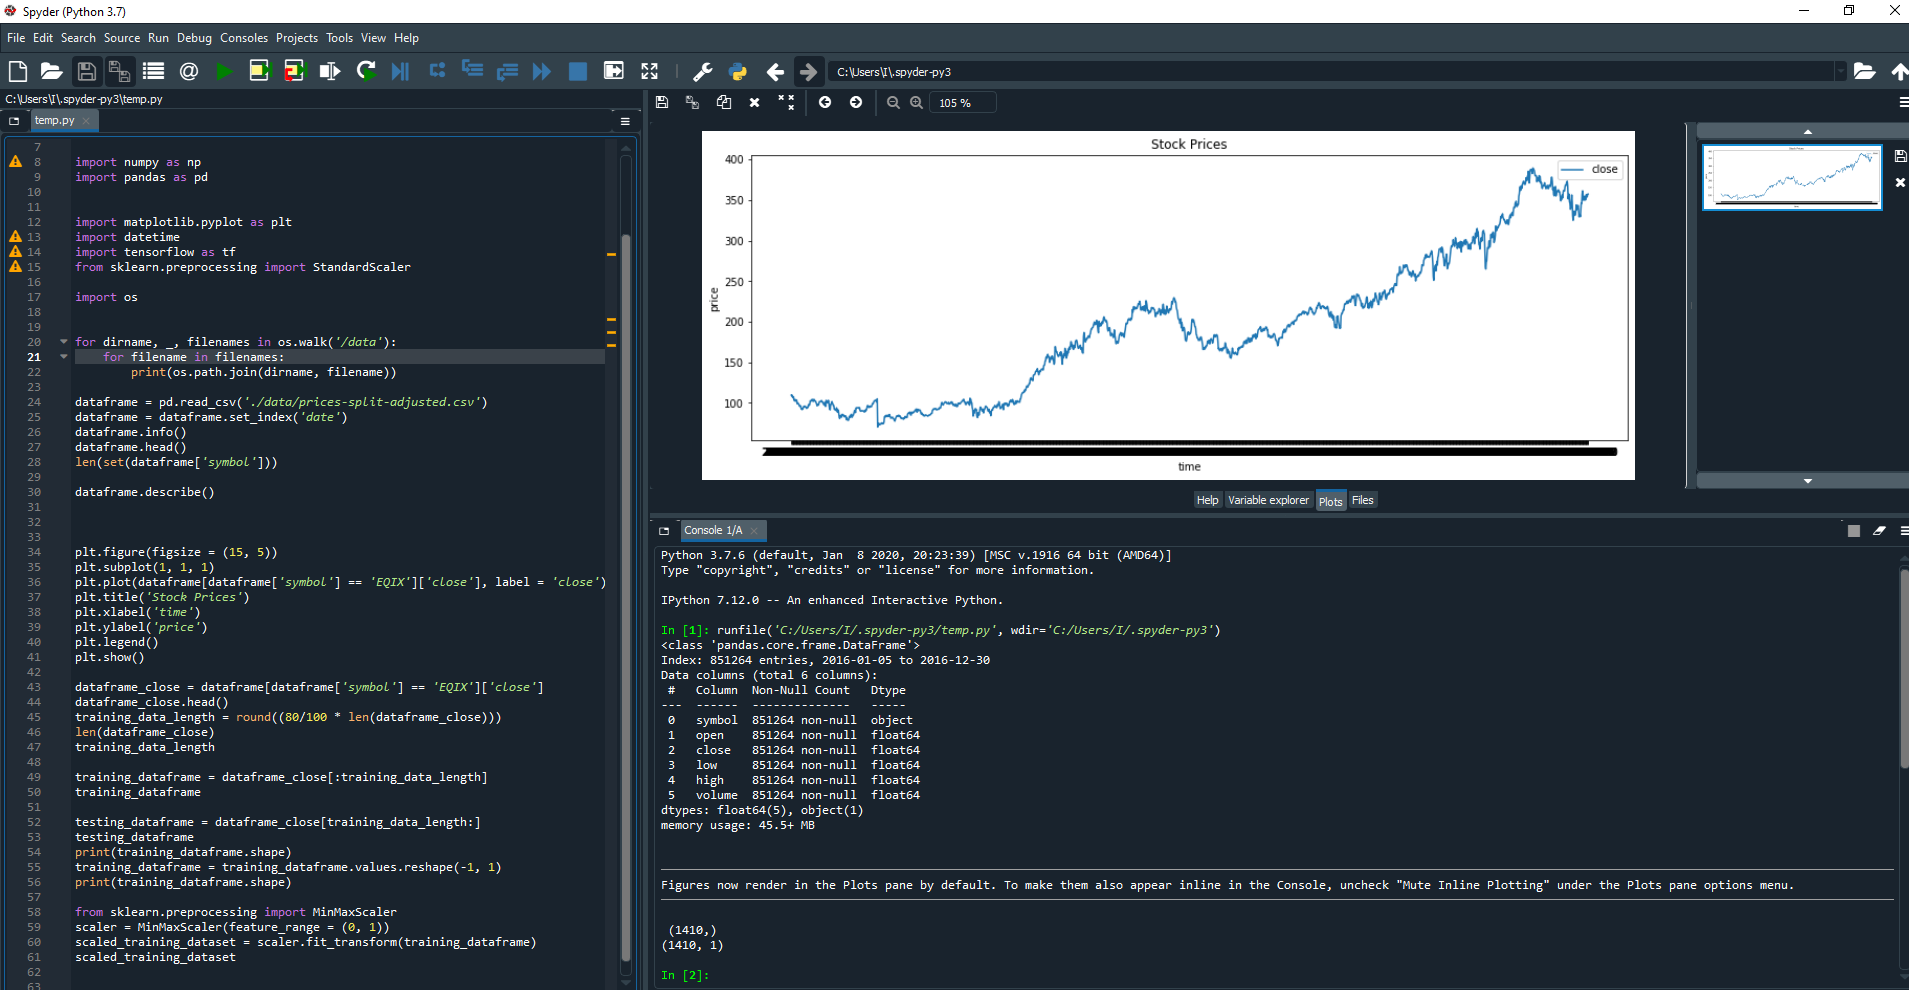 Spyder (Python 3.7)
File Edit Search Source Run Debug Consoles Projects Tools View Help
C:\Users\I\.spyder-py3
C:\Users\I\.spyder-py3\temp.py
temp.py
7
8 import numpy as np
9 import pandas as pd
10
11
12 import matplotlib.pyplot as plt
13 import datetime
14 import tensorflow as tf
15 from sklearn.preprocessing import StandardScaler
16
17 import os
18
19
20 for dirname, _, filenames in os.walk('/data'):
21 for filename in filenames:
22 print(os.path.join(dirname, filename))
23
24 dataframe = pd.read_csv('./data/prices-split-adjusted.csv')
25 dataframe = dataframe.set_index('date')
26 dataframe.info()
27 dataframe.head()
28 len(set(dataframe['symbol']))
29
30 dataframe.describe()
31
32
33
34 plt.figure(figsize = (15, 5))
35 plt.subplot(1, 1, 1)
36 plt.plot(dataframe[dataframe['symbol'] == 'EQIX']['close'], label = 'close')
37 plt.title('Stock Prices')
38 plt.xlabel('time')
39 plt.ylabel('price')
40 plt.legend()
41 plt.show()
42
43 dataframe_close = dataframe[dataframe['symbol'] == 'EQIX']['close']
44 dataframe_close.head()
45 training_data_length = round((80/100 * len(dataframe_close)))
46 len(dataframe_close)
47 training_data_length
48
49 training_dataframe = dataframe_close[:training_data_length]
50 training_dataframe
51
52 testing_dataframe = dataframe_close[training_data_length:]
53 testing_dataframe
54 print(training_dataframe.shape)
55 training_dataframe = training_dataframe.values.reshape(-1, 1)
56 print(training_dataframe.shape)
57
58 from sklearn.preprocessing import MinMaxScaler
59 scaler = MinMaxScaler(feature_range = (0, 1))
60 scaled_training_dataset = scaler.fit_transform(training_dataframe)
61 scaled_training_dataset
62
63
105 %
Stock Prices
close
400
350
300
250
200
150
100
price
time
Help Variable explorer Plots Files
Console 1/A
Python 3.7.6 (default, Jan 8 2020, 20:23:39) [MSC v.1916 64 bit (AMD64)]
Type "copyright", "credits" or "license" for more information.
IPython 7.12.0 -- An enhanced Interactive Python.
In [1]: runfile('C:/Users/I/.spyder-py3/temp.py', wdir='C:/Users/I/.spyder-py3')
<class 'pandas.core.frame.DataFrame'>
Index: 851264 entries, 2016-01-05 to 2016-12-30
Data columns (total 6 columns):
# Column Non-Null Count Dtype
--- ------ -------------- -----
0 symbol 851264 non-null object
1 open 851264 non-null float64
2 close 851264 non-null float64
3 low 851264 non-null float64
4 high 851264 non-null float64
5 volume 851264 non-null float64
dtypes: float64(5), object(1)
memory usage: 45.5+ MB
Figures now render in the Plots pane by default. To make them also appear inline in the Console, uncheck "Mute Inline Plotting" under the Plots pane options menu.
(1410,)
(1410, 1)
In [2]: